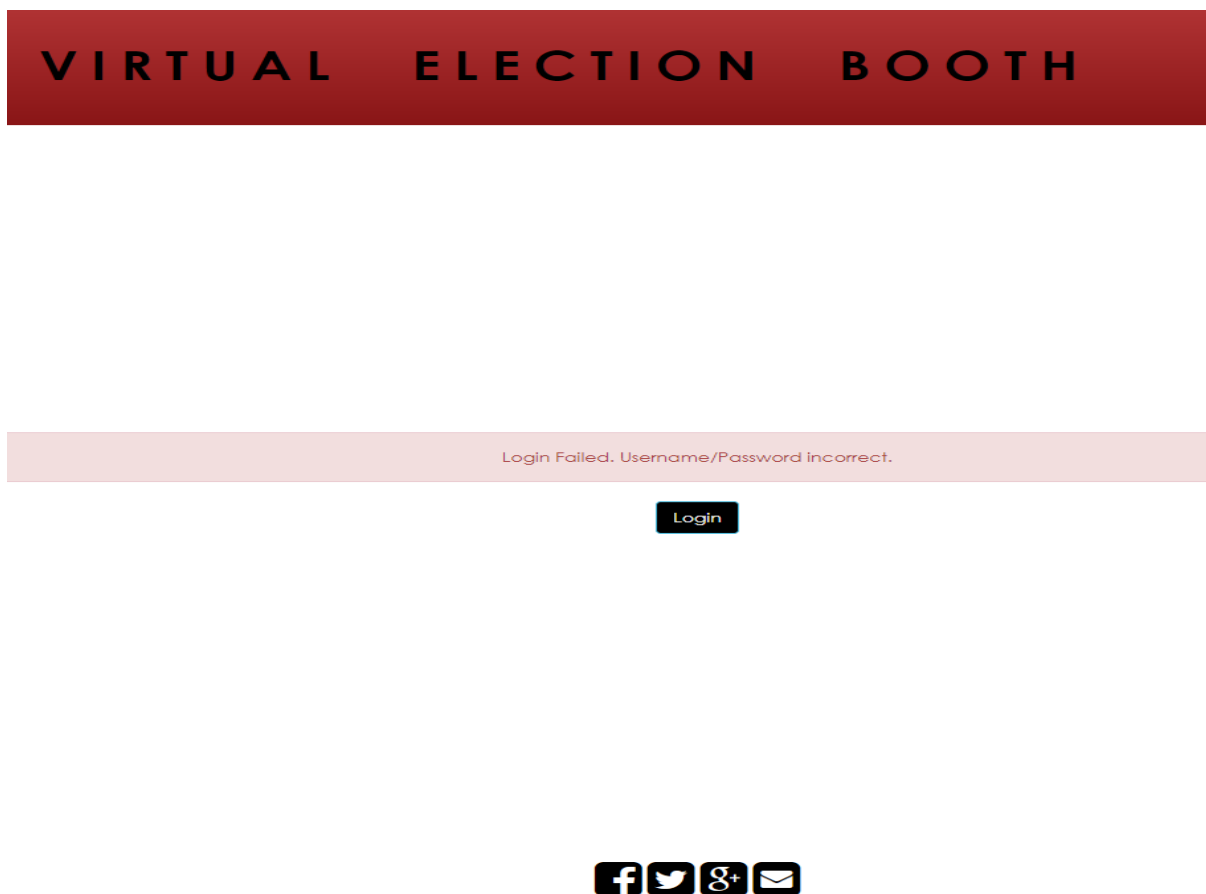 VIRTUAL ELECTION BOOTH
Login Failed. Username/Password incorrect.
Login
f g+